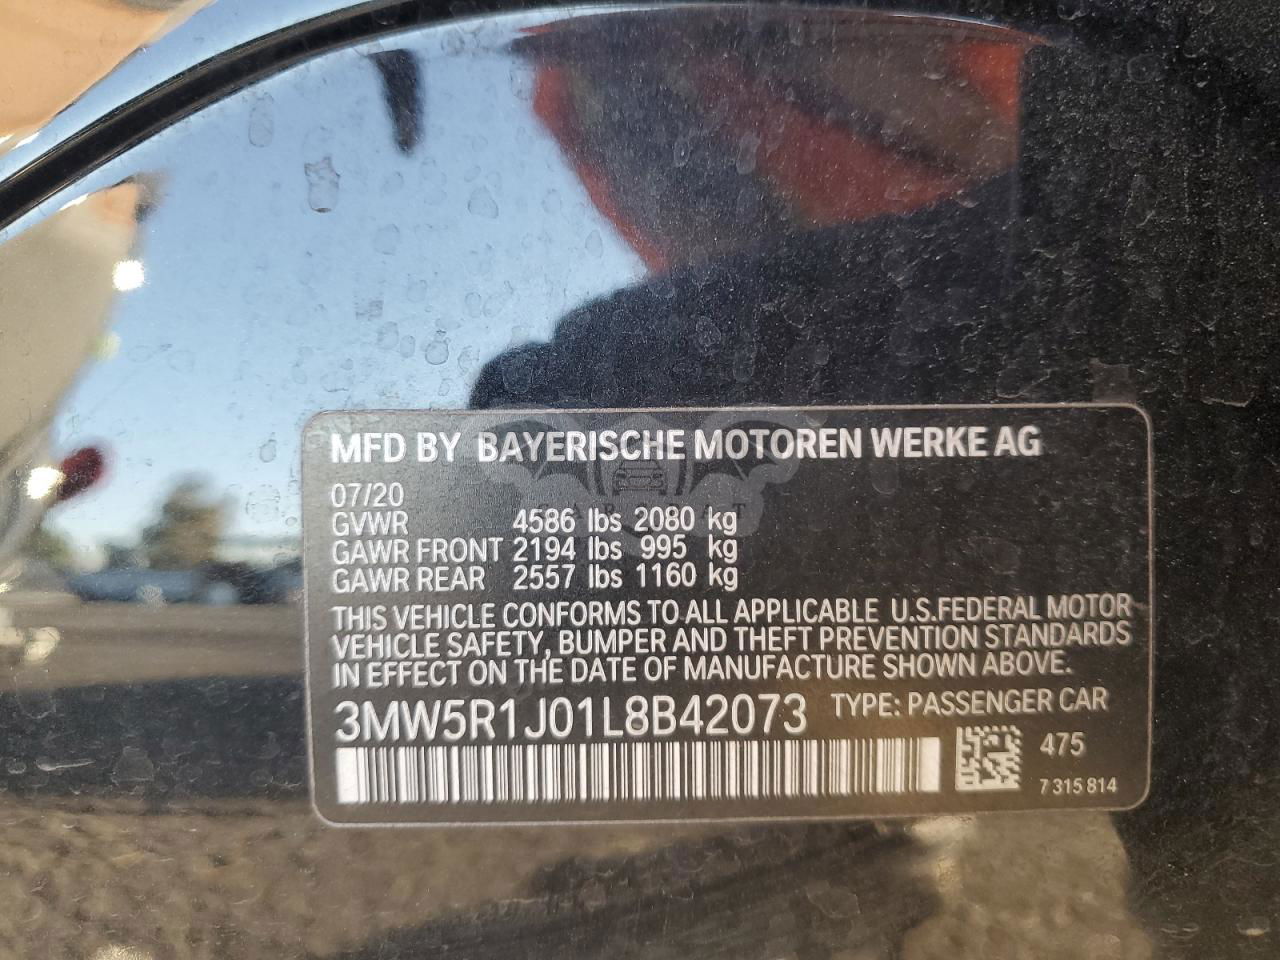 MFD BY BAYERISCHE MOTOREN WERKE AG
07/20
GVWR 4586 lbs 2080 kg
GAWR FRONT 2194 lbs 995 kg
GAWR REAR 2557 lbs 1160 kg
THIS VEHICLE CONFORMS TO ALL APPLICABLE U.S.FEDERAL MOTOR
VEHICLE SAFETY, BUMPER AND THEFT PREVENTION STANDARDS
IN EFFECT ON THE DATE OF MANUFACTURE SHOWN ABOVE.
3MW5R1J01L8B42073 TYPE: PASSENGER CAR
475
7 315 814